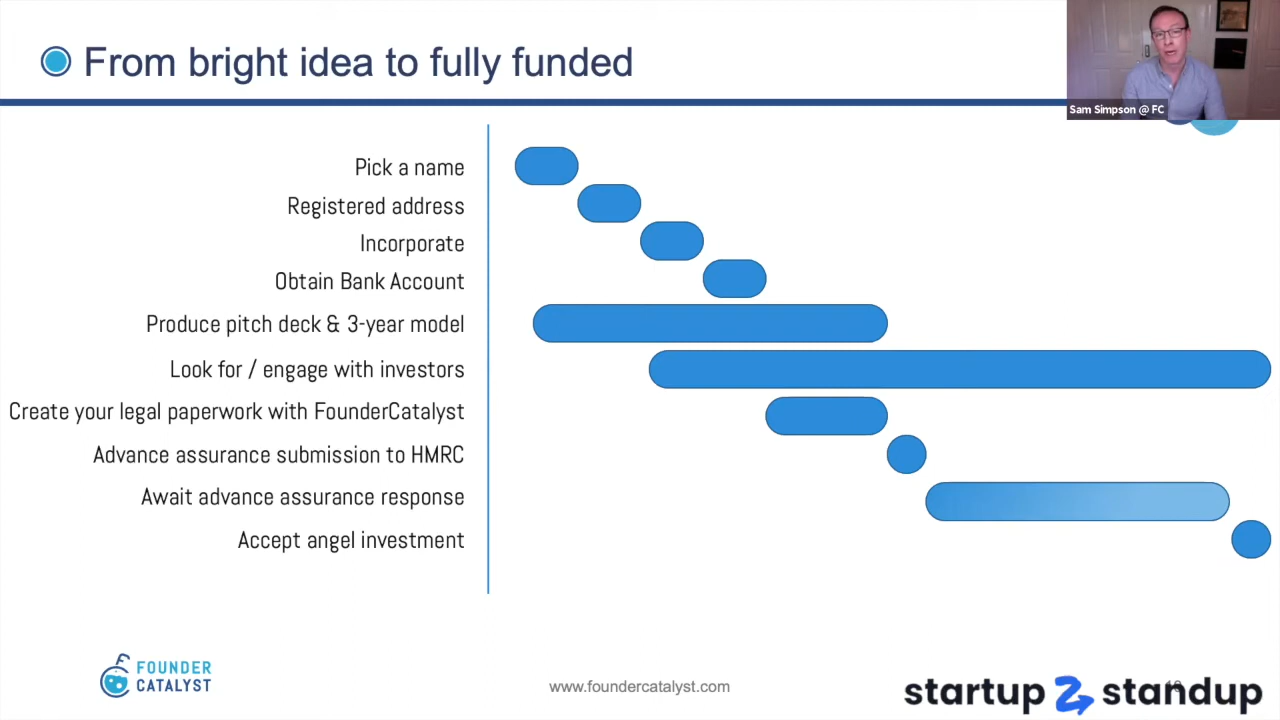 From bright idea to fully funded
Sam Simpson @ FC
Pick a name
Registered address
Incorporate
Obtain Bank Account
Produce pitch deck & 3-year model
Look for / engage with investors
Create your legal paperwork with FounderCatalyst
Advance assurance submission to HMRC
Await advance assurance response
Accept angel investment
FOUNDER
CATALYST
www.foundercatalyst.com
startup 2 standup